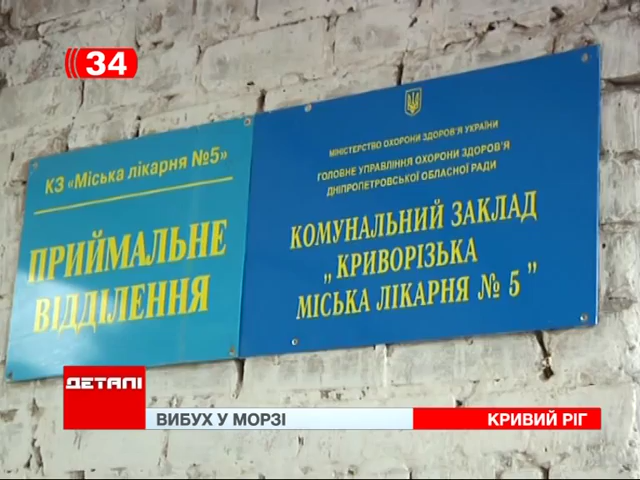 34
КЗ «Міська лікарня №5»
ПРИЙМАЛЬНЕ
ВІДДІЛЕННЯ
МІНІСТЕРСТВО ОХОРОНИ ЗДОРОВ'Я УКРАЇНИ
ГОЛОВНЕ УПРАВЛІННЯ ОХОРОНИ ЗДОРОВ'Я
ДНІПРОПЕТРОВСЬКОЇ ОБЛАСНОЇ РАДИ
КОМУНАЛЬНИЙ ЗАКЛАД
„КРИВОРІЗЬКА
МІСЬКА ЛІКАРНЯ № 5"
ДЕТАЛІ
ВИБУХ У МОРЗІ
КРИВИЙ РІГ